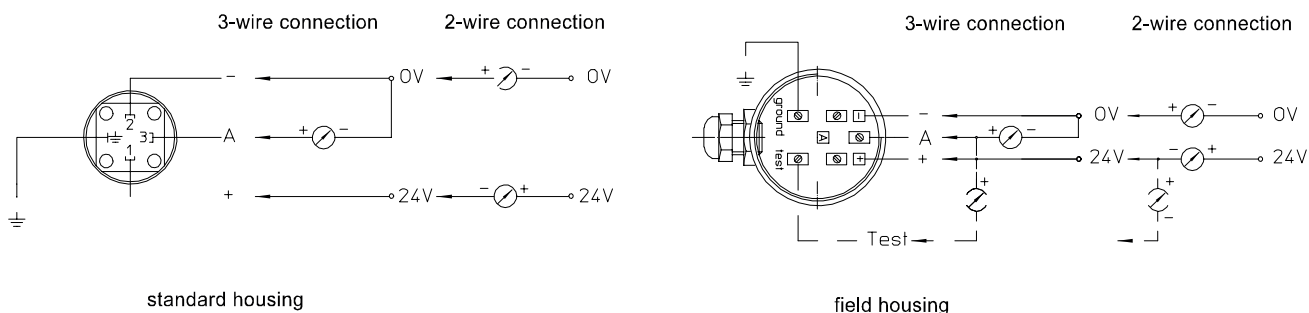 3-wire connection
2-wire connection
- 0V + - 0V
2
3
1
A + -
+ 24V - + 24V
standard housing
3-wire connection
2-wire connection
ground
test
-
A
+
- 0V + - 0V
A + -
+ 24V - + 24V
+ +
- -
Test
field housing